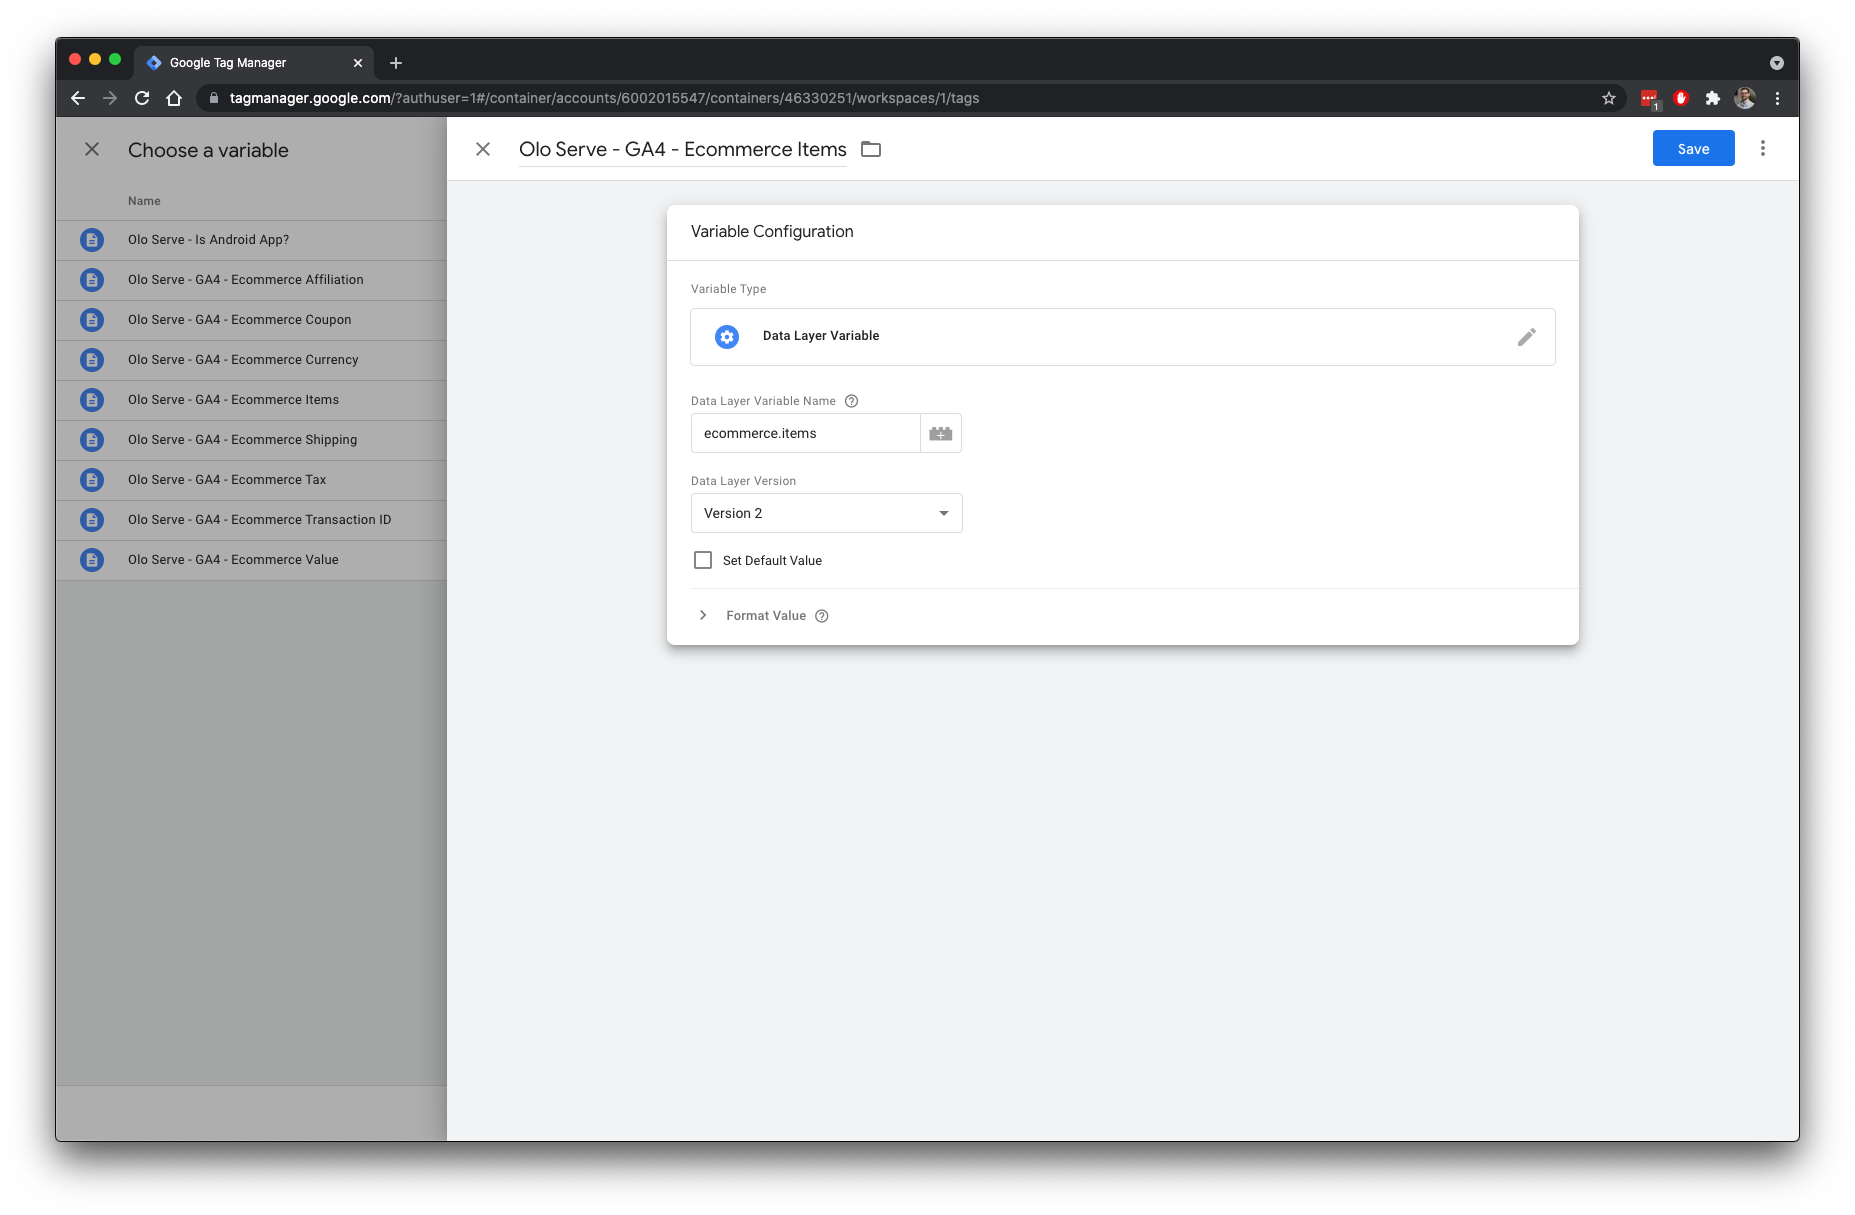 Google Tag Manager
tagmanager.google.com/?authuser=1#/container/accounts/6002015547/containers/46330251/workspaces/1/tags
1
Choose a variable
Name
Olo Serve - Is Android App?
Olo Serve - GA4 - Ecommerce Affiliation
Olo Serve - GA4 - Ecommerce Coupon
Olo Serve - GA4 - Ecommerce Currency
Olo Serve - GA4 - Ecommerce Items
Olo Serve - GA4 - Ecommerce Shipping
Olo Serve - GA4 - Ecommerce Tax
Olo Serve - GA4 - Ecommerce Transaction ID
Olo Serve - GA4 - Ecommerce Value
Olo Serve - GA4 - Ecommerce Items
Save
Variable Configuration
Variable Type
Data Layer Variable
Data Layer Variable Name
ecommerce.items
Data Layer Version
Version 2
Set Default Value
Format Value